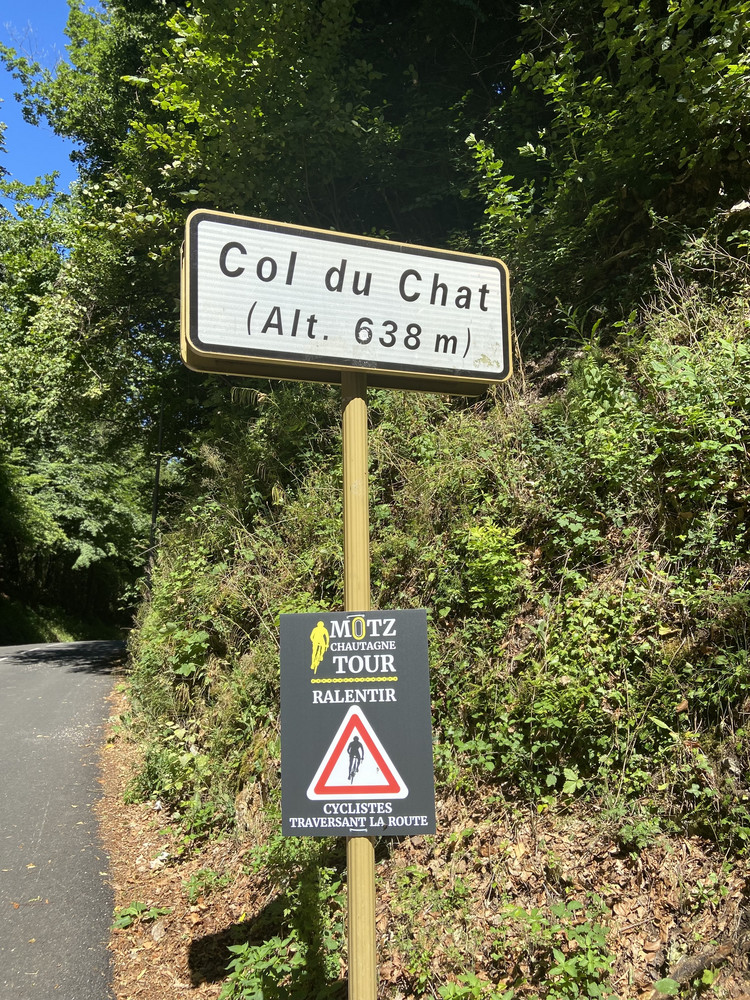 Col du Chat
(Alt. 638 m)
MOTZ
CHAUTAGNE
TOUR
RALENTIR
CYCLISTES
TRAVERSANT LA ROUTE